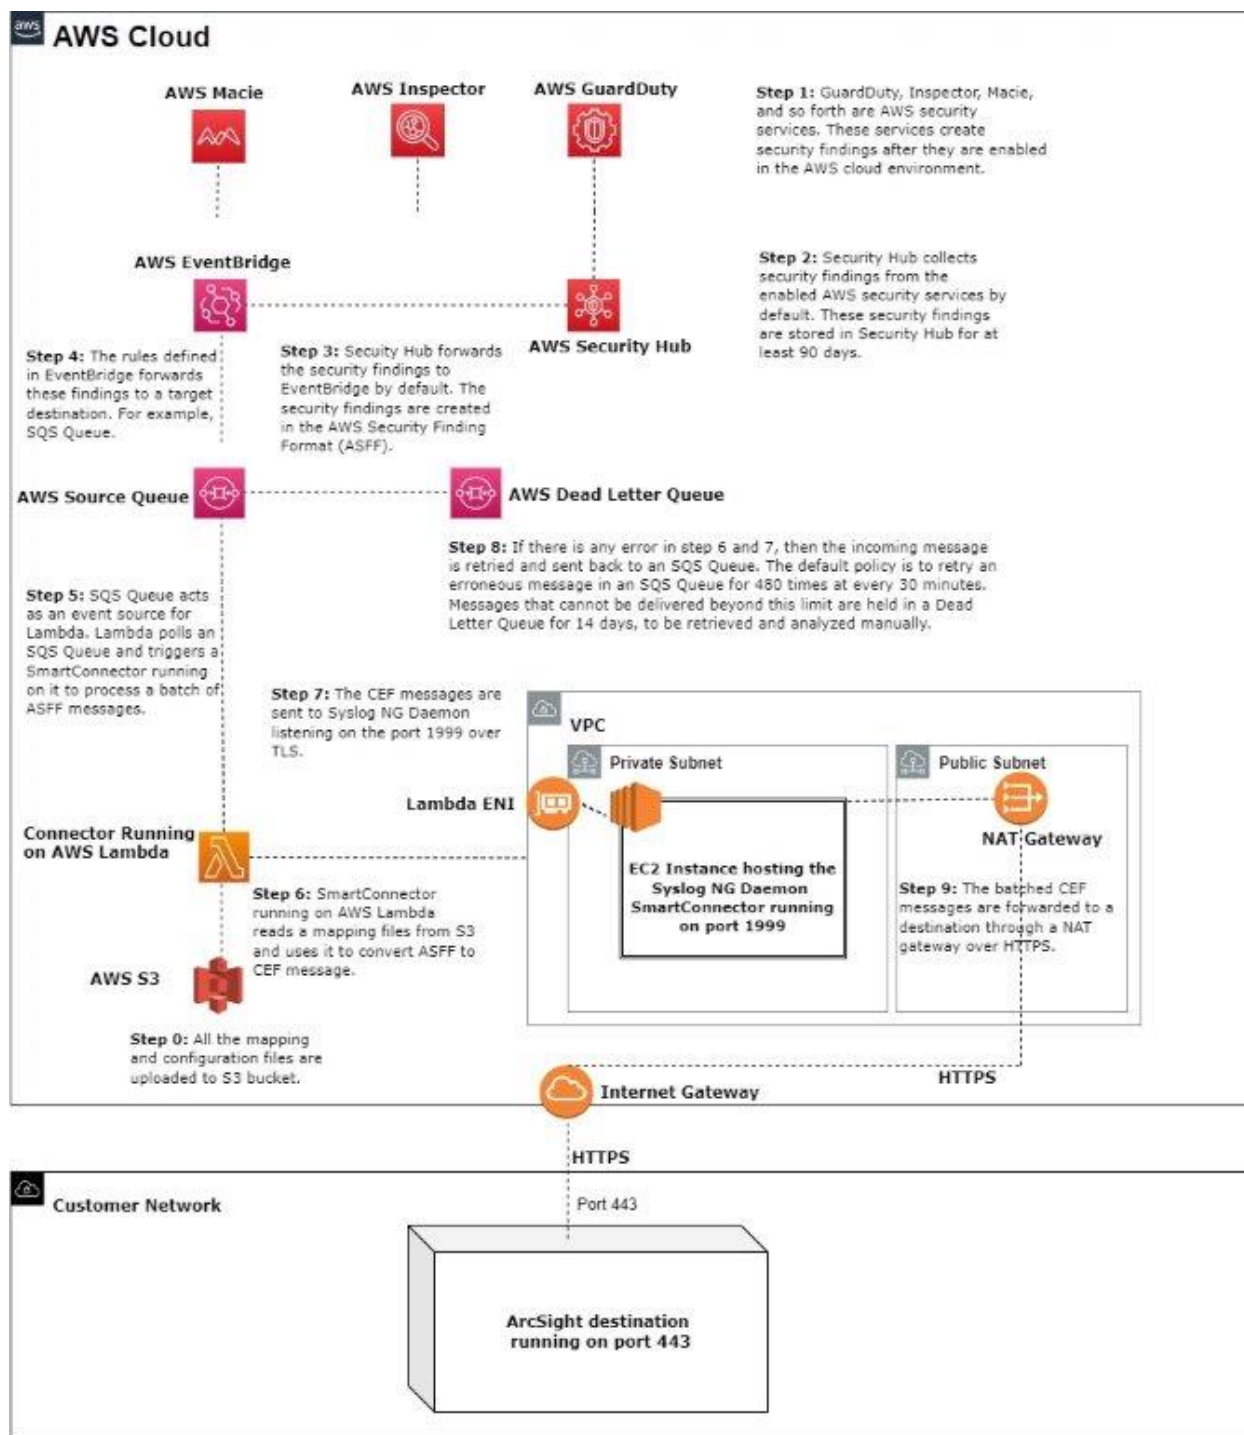 aws
AWS Cloud
AWS Macie
AWS Inspector
AWS GuardDuty
Step 1: GuardDuty, Inspector, Macie,
and so forth are AWS security
services. These services create
security findings after they are enabled
in the AWS cloud environment.
AWS EventBridge
Step 2: Security Hub collects
security findings from the
enabled AWS security services by
default. These security findings
are stored in Security Hub for at
least 90 days.
AWS Security Hub
Step 4: The rules defined
in EventBridge forwards
these findings to a target
destination. For example,
SQS Queue.
Step 3: Secuity Hub forwards
the security findings to
EventBridge by default. The
security findings are created
in the AWS Security Finding
Format (ASFF).
AWS Source Queue
AWS Dead Letter Queue
Step 8: If there is any error in step 6 and 7, then the incoming message
is retried and sent back to an SQS Queue. The default policy is to retry an
erroneous message in an SQS Queue for 480 times at every 30 minutes.
Messages that cannot be delivered beyond this limit are held in a Dead
Letter Queue for 14 days, to be retrieved and analyzed manually.
Step 5: SQS Queue acts
as an event source for
Lambda. Lambda polls an
SQS Queue and triggers a
SmartConnector running
on it to process a batch of
ASFF messages.
Step 7: The CEF messages are
sent to Syslog NG Daemon
listening on the port 1999 over
TLS.
VPC
Private Subnet
Public Subnet
Lambda ENI
NAT Gateway
Connector Running
on AWS Lambda
EC2 Instance hosting the
Syslog NG Daemon
SmartConnector running
on port 1999
Step 9: The batched CEF
messages are forwarded to a
destination through a NAT
gateway over HTTPS.
Step 6: SmartConnector
running on AWS Lambda
reads a mapping files from S3
and uses it to convert ASFF to
CEF message.
AWS S3
Step 0: All the mapping
and configuration files are
uploaded to S3 bucket.
HTTPS
Internet Gateway
HTTPS
Customer Network
Port 443
ArcSight destination
running on port 443